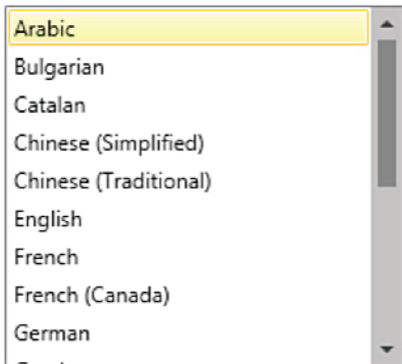 Arabic
Bulgarian
Catalan
Chinese (Simplified)
Chinese (Traditional)
English
French
French (Canada)
German